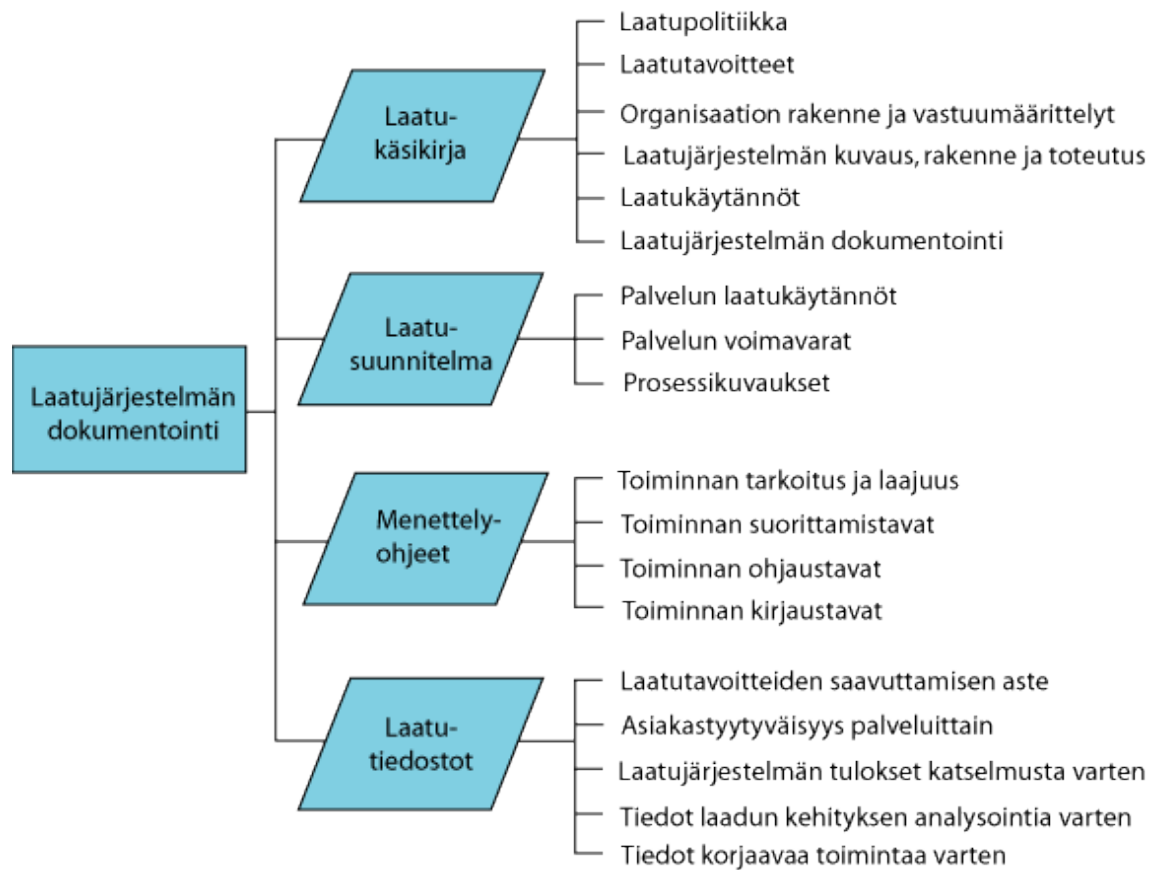 Laatujärjestelmän
dokumentointi
Laatu-
käsikirja
Laatupolitiikka
Laatutavoitteet
Organisaation rakenne ja vastuumäärittelyt
Laatujärjestelmän kuvaus, rakenne ja toteutus
Laatukäytännöt
Laatujärjestelmän dokumentointi
Laatu-
suunnitelma
Palvelun laatukäytännöt
Palvelun voimavarat
Prosessikuvaukset
Menettely-
ohjeet
Toiminnan tarkoitus ja laajuus
Toiminnan suorittamistavat
Toiminnan ohjaustavat
Toiminnan kirjaustavat
Laatu-
tiedostot
Laatutavoitteiden saavuttamisen aste
Asiakastyytyväisyys palveluittain
Laatujärjestelmän tulokset katselmusta varten
Tiedot laadun kehityksen analysointia varten
Tiedot korjaavaa toimintaa varten